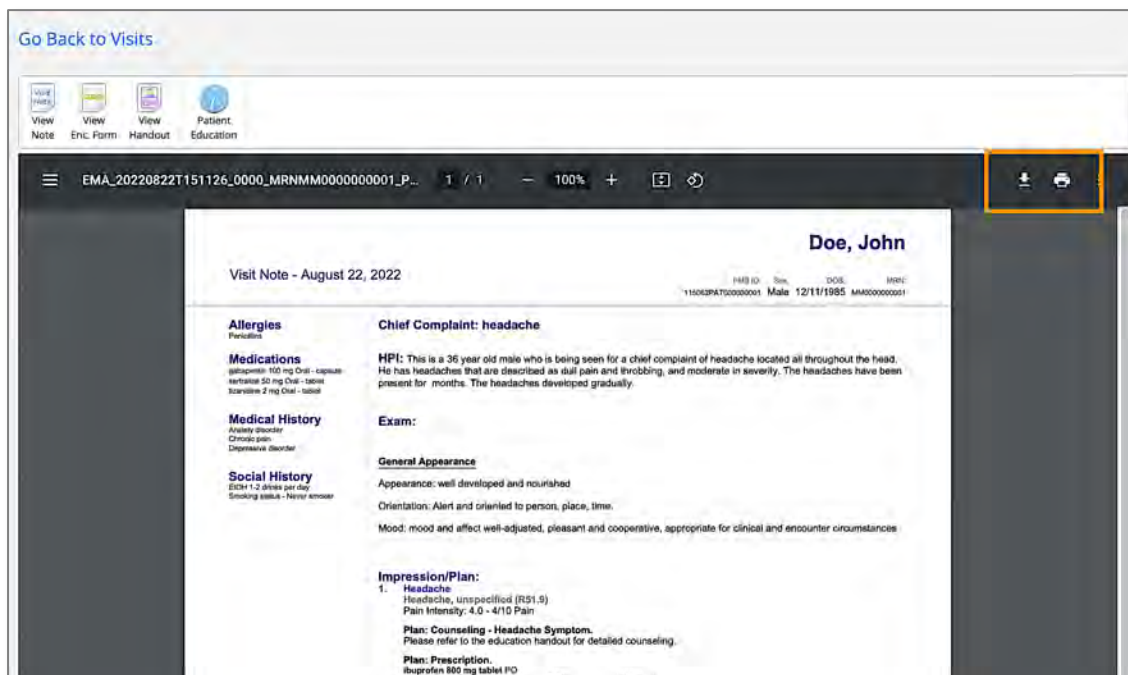 Go Back to Visits
View Note
View Enc. Form
View Handout
Patient Education
EMA_20220822T151126_0000_MRNMM0000000001_P... 1 / 1 − 100% +
Doe, John
Visit Note - August 22, 2022
PMS ID: Sex: DOB: MRN:
Male 12/11/1985 MM0000000001
Allergies
Penicillins
Medications
gabapentin 100 mg Oral - capsule
sertraline 50 mg Oral - tablet
tizanidine 2 mg Oral - tablet
Medical History
Anxiety disorder
Chronic pain
Depressive disorder
Social History
EtOH 1-2 drinks per day
Smoking status - Never smoker
Chief Complaint: headache
HPI: This is a 36 year old male who is being seen for a chief complaint of headache located all throughout the head.
He has headaches that are described as dull pain and throbbing, and moderate in severity. The headaches have been
present for months. The headaches developed gradually.
Exam:
General Appearance
Appearance: well developed and nourished
Orientation: Alert and oriented to person, place, time.
Mood: mood and affect well-adjusted, pleasant and cooperative, appropriate for clinical and encounter circumstances
Impression/Plan:
1. Headache
Headache, unspecified (R51.9)
Pain Intensity: 4.0 - 4/10 Pain
Plan: Counseling - Headache Symptom.
Please refer to the education handout for detailed counseling.
Plan: Prescription.
ibuprofen 800 mg tablet PO